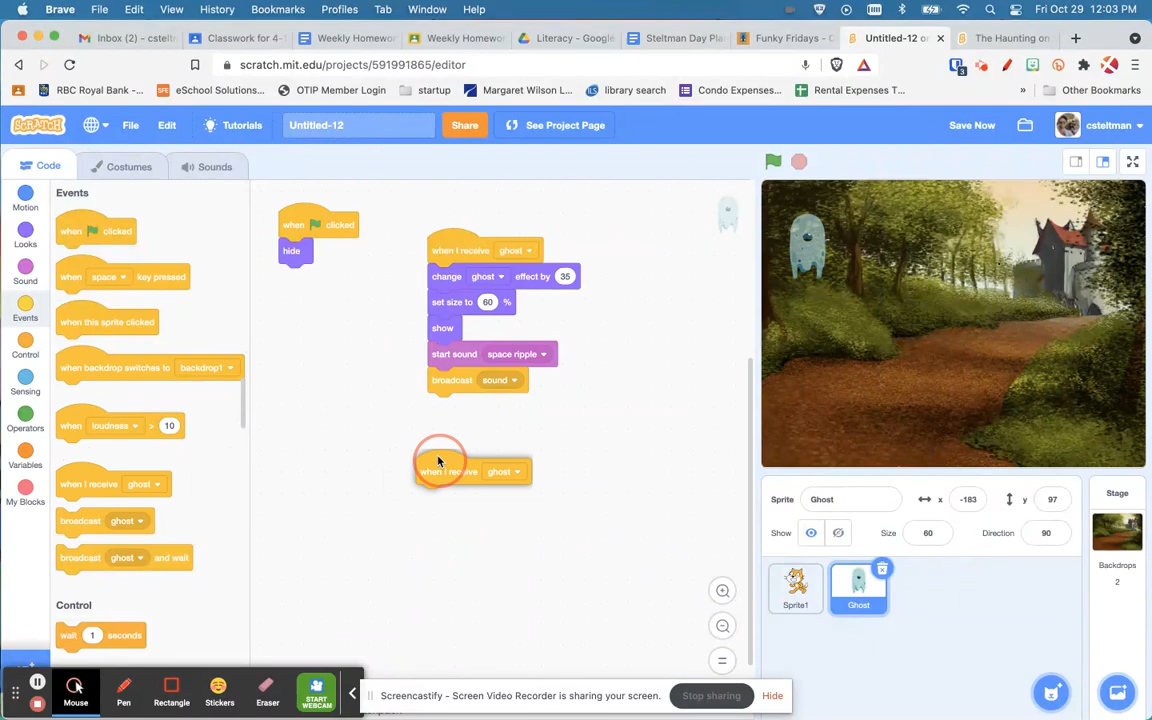 Brave File Edit View History Bookmarks Profiles Tab Window Help Fri Oct 29 12:03 PM
Inbox (2) - cstelt Classwork for 4- Weekly Homewo Weekly Homewo Literacy - Google Steltman Day Pla Funky Fridays - C Untitled-12 on The Haunting on
scratch.mit.edu/projects/591991865/editor
RBC Royal Bank -... eSchool Solutions... OTIP Member Login startup Margaret Wilson L... library search Condo Expenses... Rental Expenses T... » Other Bookmarks
SCRATCH File Edit Tutorials Untitled-12 Share See Project Page Save Now csteltman
Code Costumes Sounds
Motion
Looks
Sound
Events
Control
Sensing
Operators
Variables
My Blocks
Events
when clicked
when space key pressed
when this sprite clicked
when backdrop switches to backdrop1
when loudness > 10
when I receive ghost
broadcast ghost
broadcast ghost and wait
Control
wait 1 seconds
when clicked
hide
when I receive ghost
change ghost effect by 35
set size to 60 %
show
start sound space ripple
broadcast sound
when I receive ghost
Sprite Ghost x -183 y 97
Show Size 60 Direction 90
Sprite1 Ghost
Stage
Backdrops
2
Mouse Pen Rectangle Stickers Eraser START WEBCAM
Screencastify - Screen Video Recorder is sharing your screen. Stop sharing Hide